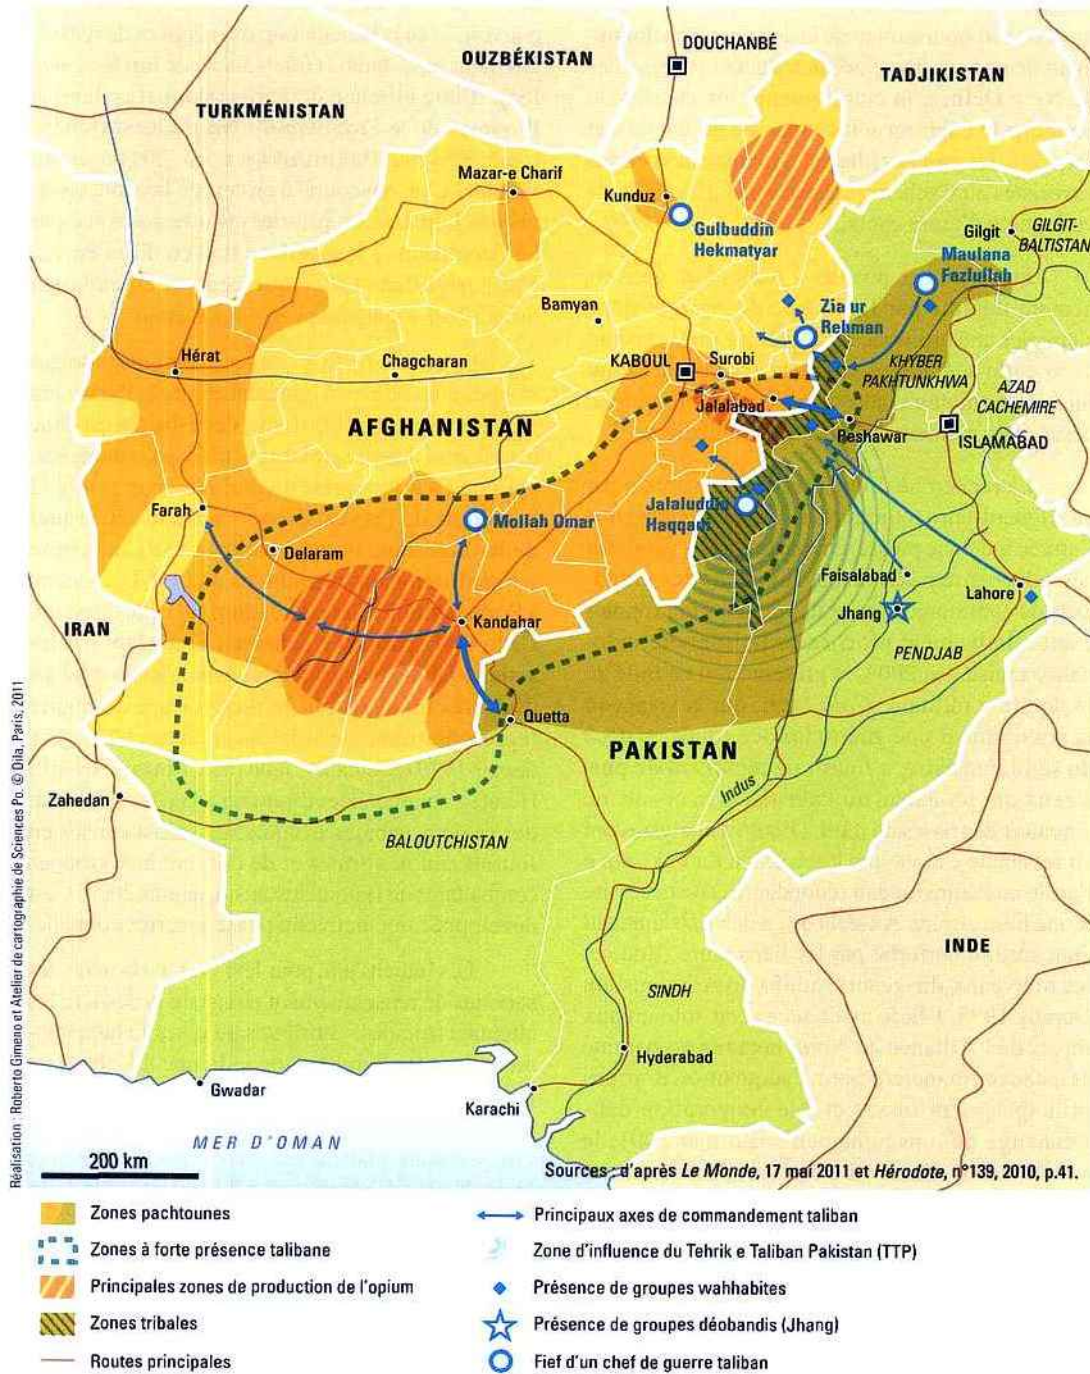 OUZBÉKISTAN
DOUCHANBÉ
TADJIKISTAN
TURKMÉNISTAN
Mazar-e Charif
Kunduz
Gulbuddin
Hekmatyar
Gilgit
GILGIT-
BALTISTAN
Maulana
Fazlullah
Bamyan
Zia ur
Rehman
Hérat
Chagcharan
KABOUL
Surobi
KHYBER
PAKHTUNKHWA
AZAD
CACHEMIRE
Jalalabad
AFGHANISTAN
Peshawar
ISLAMABAD
Farah
Mollah Omar
Jalaluddin
Haqqani
Delaram
Faisalabad
Lahore
Jhang
IRAN
Kandahar
PENDJAB
Quetta
PAKISTAN
Indus
Zahedan
BALOUTCHISTAN
INDE
SINDH
Hyderabad
Gwadar
Karachi
MER D'OMAN
200 km
Sources : d'après Le Monde, 17 mai 2011 et Hérodote, n°139, 2010, p.41.
Réalisation : Roberto Gimeno et Atelier de cartographie de Sciences Po. © Dila, Paris, 2011
Zones pachtounes
Zones à forte présence talibane
Principales zones de production de l'opium
Zones tribales
Routes principales
Principaux axes de commandement taliban
Zone d'influence du Tehrik e Taliban Pakistan (TTP)
Présence de groupes wahhabites
Présence de groupes déobandis (Jhang)
Fief d'un chef de guerre taliban